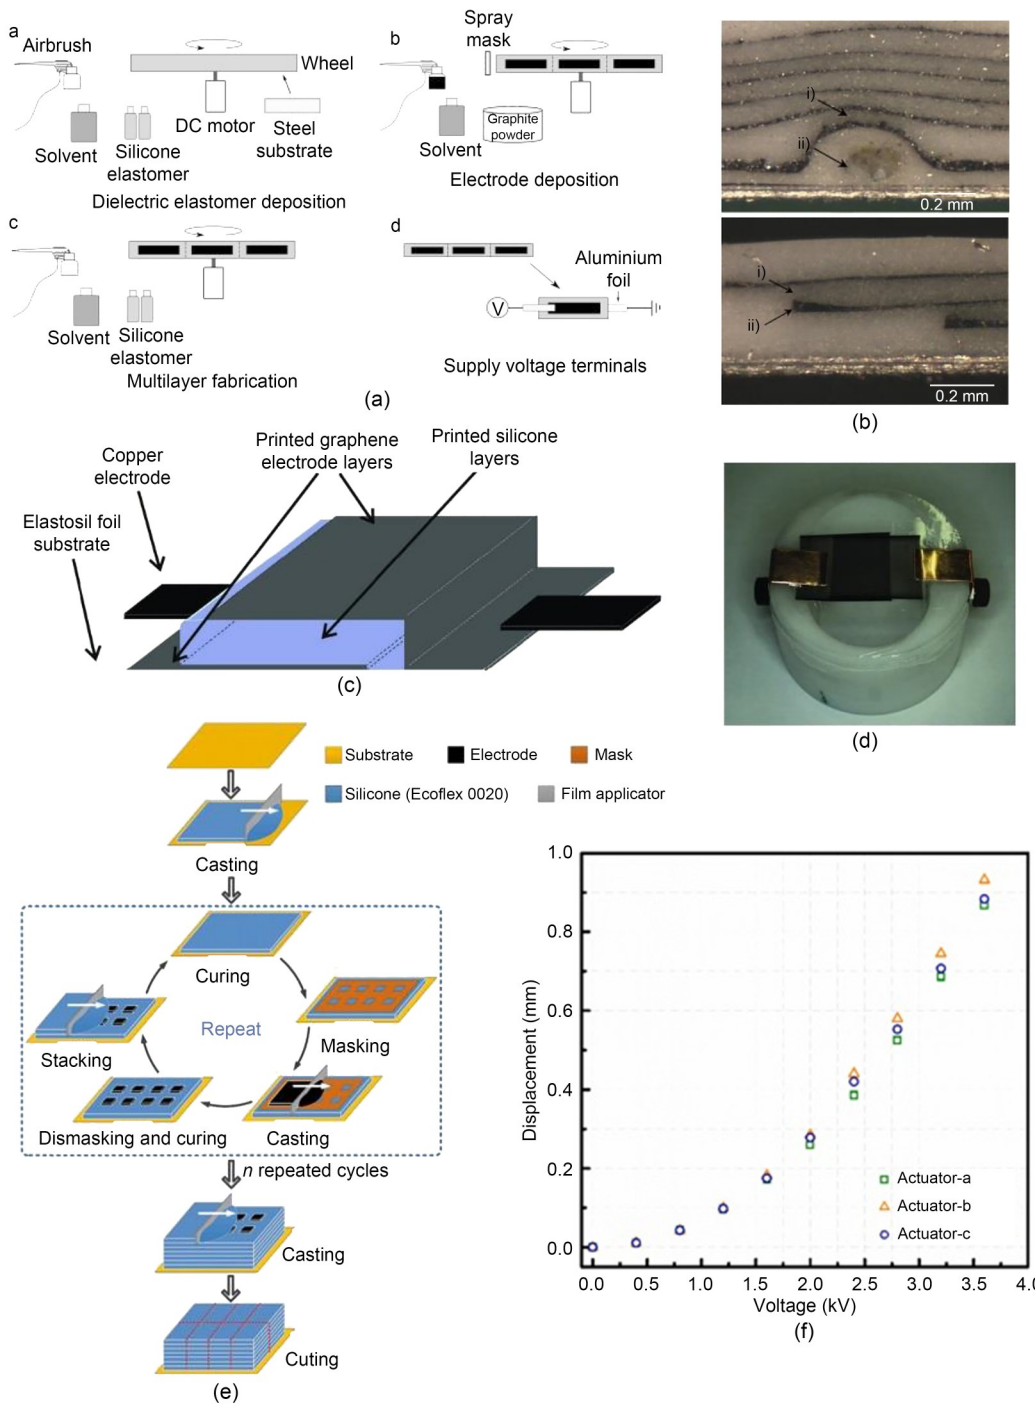 a
Airbrush
Wheel
DC motor
Solvent
Silicone
elastomer
Steel
substrate
Dielectric elastomer deposition
b
Spray
mask
Graphite
powder
Solvent
Electrode deposition
c
Solvent
Silicone
elastomer
Multilayer fabrication
d
Aluminium
foil
V
Supply voltage terminals
(a)
i)
ii)
0.2 mm
i)
ii)
0.2 mm
(b)
Printed graphene
electrode layers
Printed silicone
layers
Copper
electrode
Elastosil foil
substrate
(c)
(d)
Substrate
Electrode
Mask
Silicone (Ecoflex 0020)
Film applicator
Casting
Curing
Repeat
Stacking
Masking
Dismasking and curing
Casting
n repeated cycles
Casting
Cuting
(e)
1.0
0.8
0.6
0.4
0.2
0.0
Displacement (mm)
Actuator-a
Actuator-b
Actuator-c
0.0 0.5 1.0 1.5 2.0 2.5 3.0 3.5 4.0
Voltage (kV)
(f)